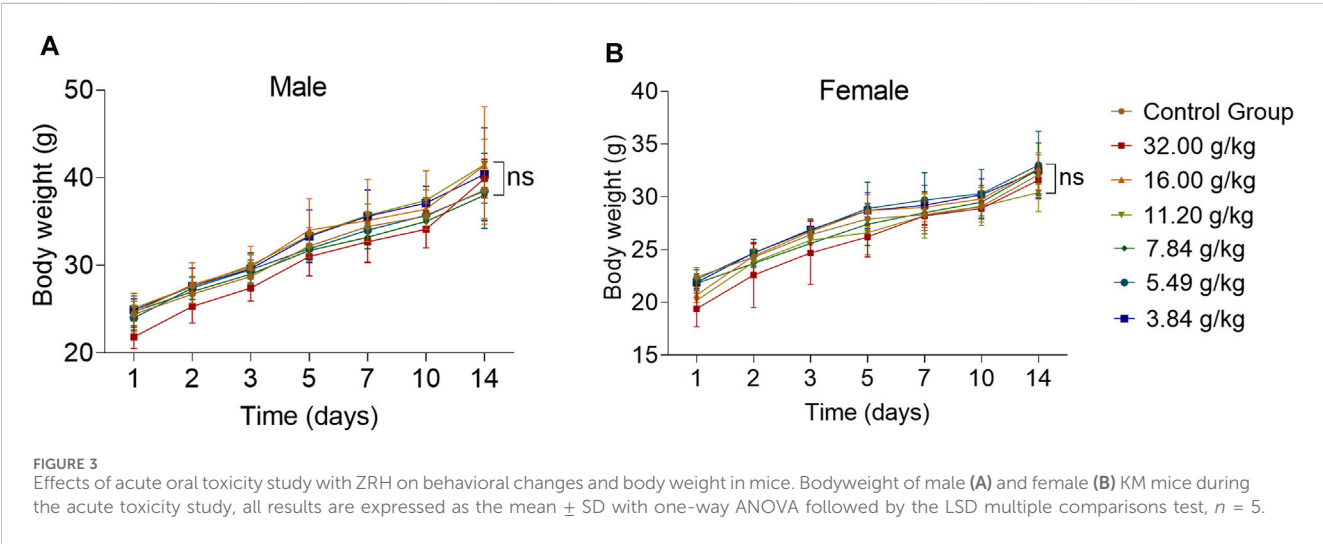 A
Male
50
40
30
20
Body weight (g)
ns
1 2 3 5 7 10 14
Time (days)
B
Female
40
35
30
25
20
15
Body weight (g)
ns
1 2 3 5 7 10 14
Time (days)
Control Group
32.00 g/kg
16.00 g/kg
11.20 g/kg
7.84 g/kg
5.49 g/kg
3.84 g/kg
FIGURE 3
Effects of acute oral toxicity study with ZRH on behavioral changes and body weight in mice. Bodyweight of male (A) and female (B) KM mice during
the acute toxicity study, all results are expressed as the mean ± SD with one-way ANOVA followed by the LSD multiple comparisons test, n = 5.